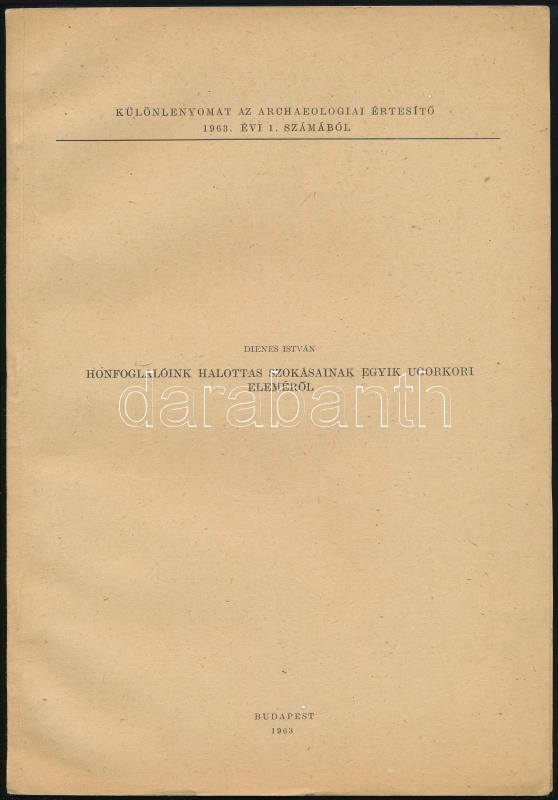 KÜLÖNLENYOMAT AZ ARCHAEOLOGIAI ÉRTESÍTŐ
1963. ÉVI 1. SZÁMÁBÓL
DIENES ISTVÁN
HONFOGLALÓINK HALOTTAS SZOKÁSAINAK EGYIK UGORKORI
ELEMÉRŐL
darabanth
BUDAPEST
1963